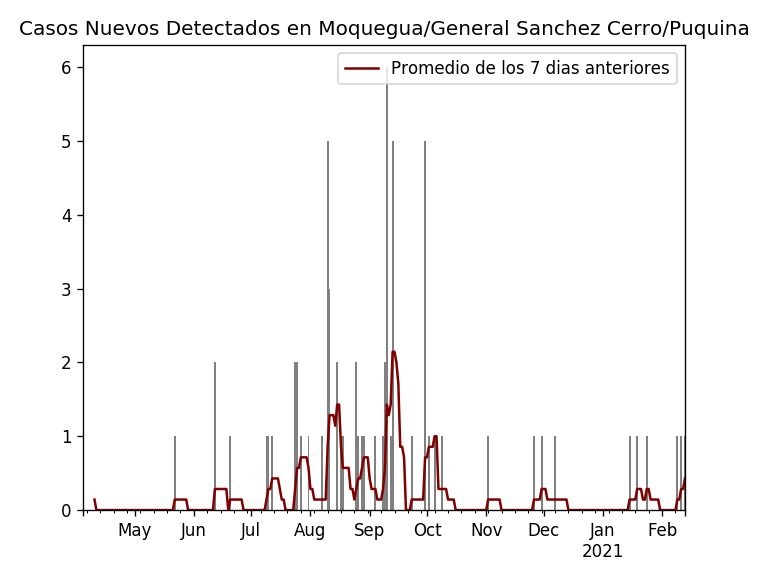 Casos Nuevos Detectados en Moquegua/General Sanchez Cerro/Puquina
Promedio de los 7 dias anteriores
6
5
4
3
2
1
0
May Jun Jul Aug Sep Oct Nov Dec Jan Feb
2021